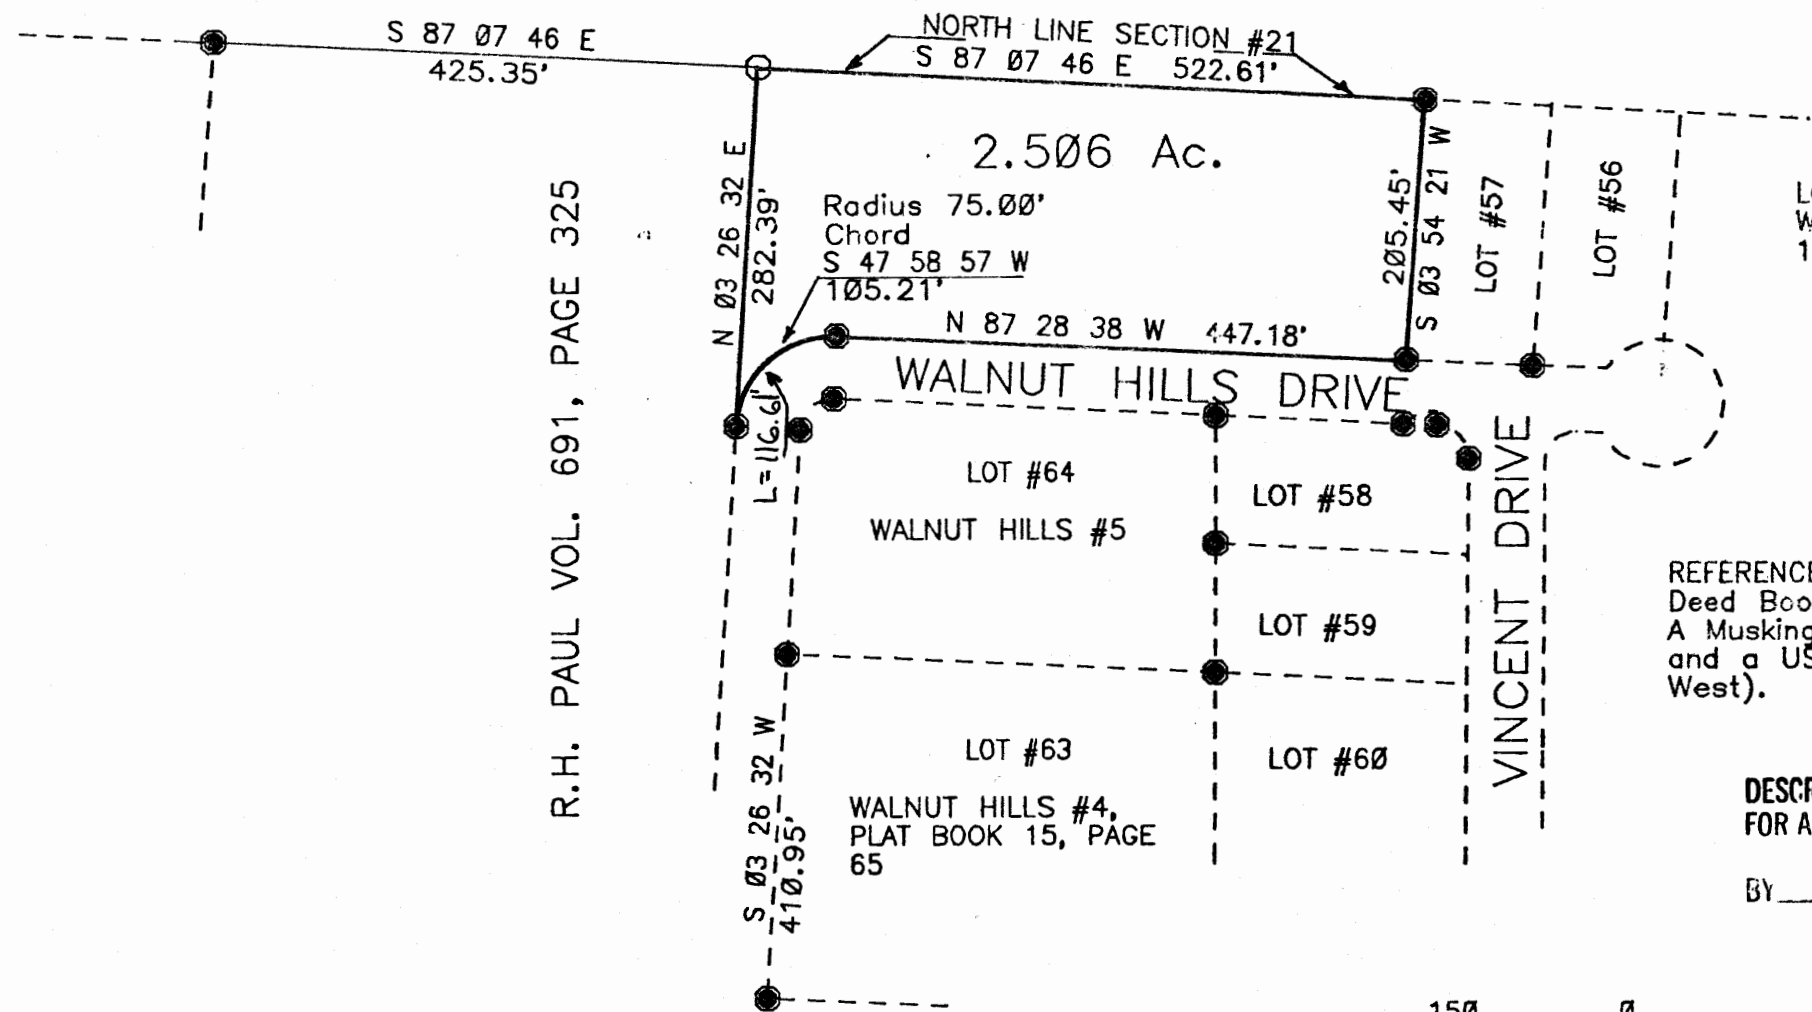 S 87 07 46 E
425.35'
NORTH LINE SECTION #21
S 87 07 46 E 522.61'
2.506 Ac.
N 03 26 32 E
282.39'
Radius 75.00'
Chord
S 47 58 57 W
105.21'
205.45'
S 03 54 21 W
LOT #57
LOT #56
N 87 28 38 W 447.18'
WALNUT HILLS DRIVE
L=116.61'
R.H. PAUL VOL. 691, PAGE 325
LOT #64
WALNUT HILLS #5
LOT #58
LOT #59
VINCENT DRIVE
REFERENCE
Deed Boo
A Musking
and a US
West).
LOT #63
LOT #60
WALNUT HILLS #4,
PLAT BOOK 15, PAGE
65
S 03 26 32 W
410.95'
DESCR
FOR A
BY
150 0